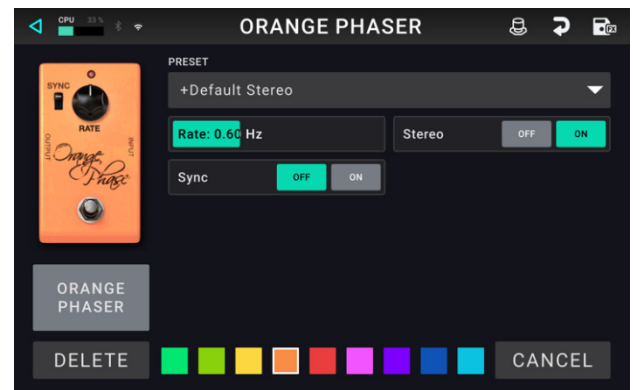 CPU 33 %
ORANGE PHASER
PRESET
+Default Stereo
SYNC
RATE
OUTPUT
INPUT
Orange
Phase
Rate: 0.60 Hz
Stereo
OFF
ON
Sync
OFF
ON
ORANGE
PHASER
DELETE
CANCEL